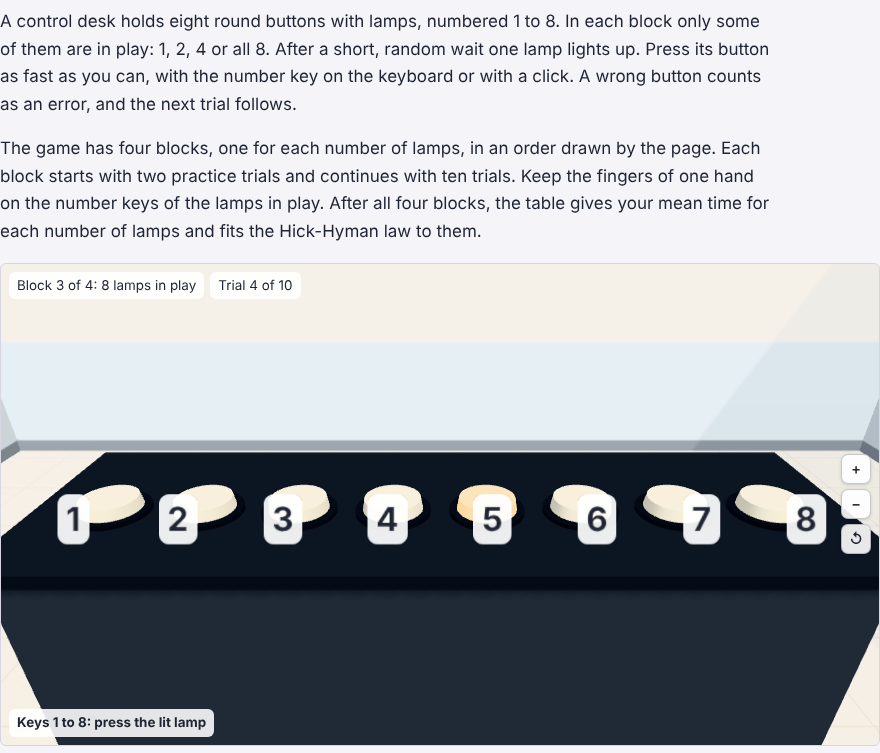 A control desk holds eight round buttons with lamps, numbered 1 to 8. In each block only some
of them are in play: 1, 2, 4 or all 8. After a short, random wait one lamp lights up. Press its button
as fast as you can, with the number key on the keyboard or with a click. A wrong button counts
as an error, and the next trial follows.
The game has four blocks, one for each number of lamps, in an order drawn by the page. Each
block starts with two practice trials and continues with ten trials. Keep the fingers of one hand
on the number keys of the lamps in play. After all four blocks, the table gives your mean time for
each number of lamps and fits the Hick-Hyman law to them.
Block 3 of 4: 8 lamps in play Trial 4 of 10
+
1 2 3 4 5 6 7 8
−
Keys 1 to 8: press the lit lamp